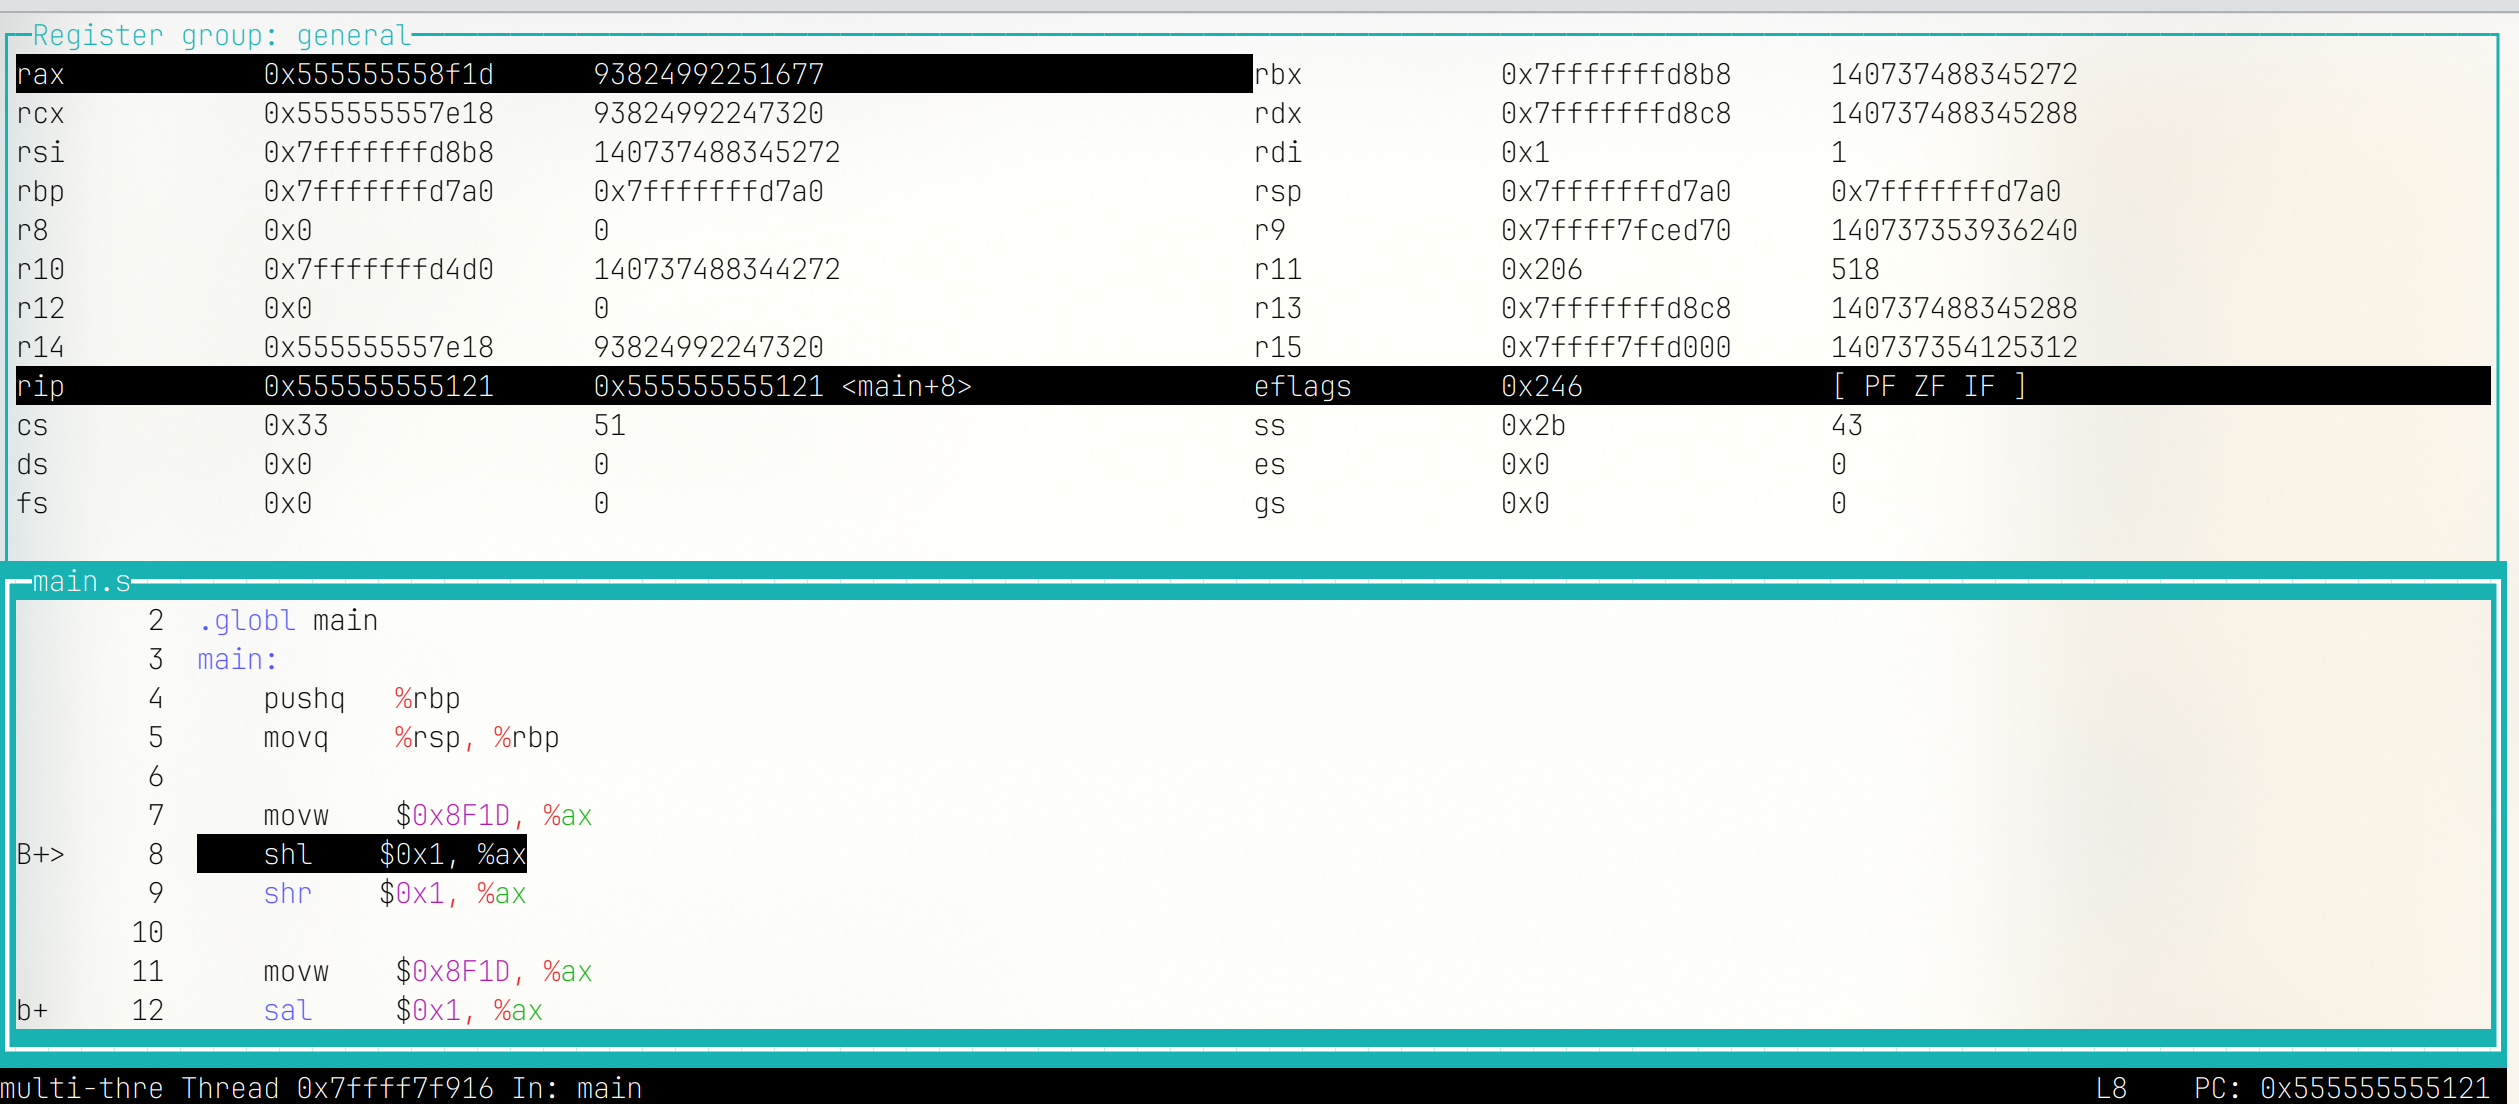 Register group: general
rax 0x555555558f1d 93824992251677 rbx 0x7fffffffd8b8 140737488345272
rcx 0x555555557e18 93824992247320 rdx 0x7fffffffd8c8 140737488345288
rsi 0x7fffffffd8b8 140737488345272 rdi 0x1 1
rbp 0x7fffffffd7a0 0x7fffffffd7a0 rsp 0x7fffffffd7a0 0x7fffffffd7a0
r8 0x0 0 r9 0x7ffff7fced70 140737353936240
r10 0x7fffffffd4d0 140737488344272 r11 0x206 518
r12 0x0 0 r13 0x7fffffffd8c8 140737488345288
r14 0x555555557e18 93824992247320 r15 0x7ffff7ffd000 140737354125312
rip 0x555555555121 0x555555555121 <main+8> eflags 0x246 [ PF ZF IF ]
cs 0x33 51 ss 0x2b 43
ds 0x0 0 es 0x0 0
fs 0x0 0 gs 0x0 0
main.s
2 .globl main
3 main:
4 pushq %rbp
5 movq %rsp, %rbp
6
7 movw $0x8F1D, %ax
B+> 8 shl $0x1, %ax
9 shr $0x1, %ax
10
11 movw $0x8F1D, %ax
b+ 12 sal $0x1, %ax
multi-thre Thread 0x7ffff7f916 In: main L8 PC: 0x555555555121